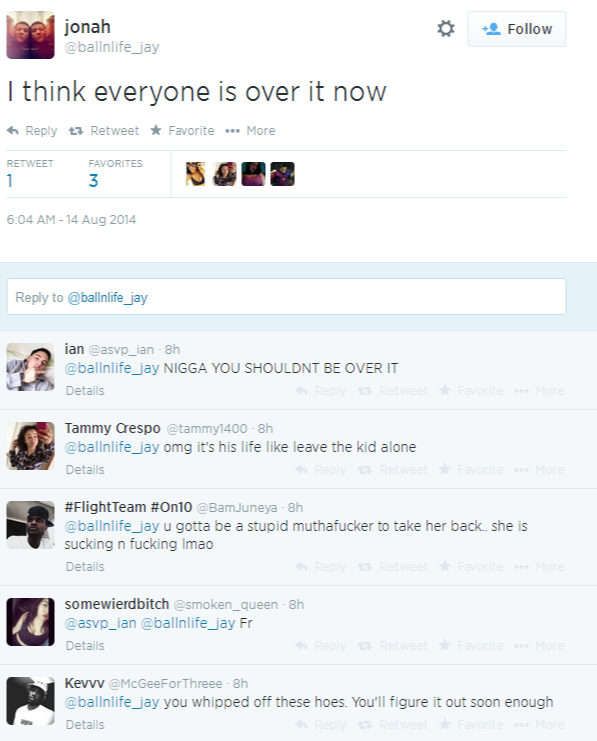 jonah
@ballnlife_jay
Follow
I think everyone is over it now
Reply Retweet Favorite More
RETWEET FAVORITES
1 3
6:04 AM - 14 Aug 2014
Reply to @ballnlife_jay
ian @asvp_ian · 8h
@ballnlife_jay NIGGA YOU SHOULDNT BE OVER IT
Details Reply Retweet Favorite More
Tammy Crespo @tammy1400 · 8h
@ballnlife_jay omg it's his life like leave the kid alone
Details Reply Retweet Favorite More
#FlightTeam #On10 @BamJuneya · 8h
@ballnlife_jay u gotta be a stupid muthafucker to take her back.. she is
sucking n fucking lmao
Details Reply Retweet Favorite More
somewierdbitch @smoken_queen · 8h
@asvp_ian @ballnlife_jay Fr
Details Reply Retweet Favorite More
Kevvv @McGeeForThreee · 8h
@ballnlife_jay you whipped off these hoes. You'll figure it out soon enough
Details Reply Retweet Favorite More